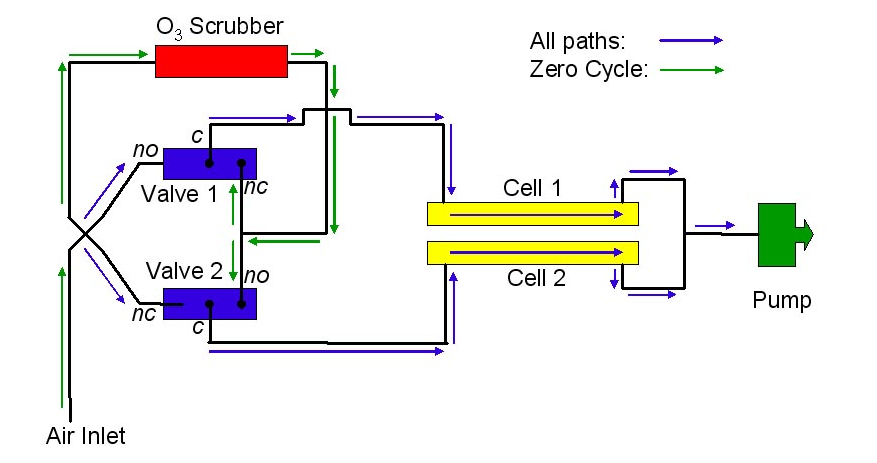 O3 Scrubber
All paths:
Zero Cycle:
c
no
Valve 1
nc
Cell 1
Valve 2
no
Cell 2
nc
c
Pump
Air Inlet